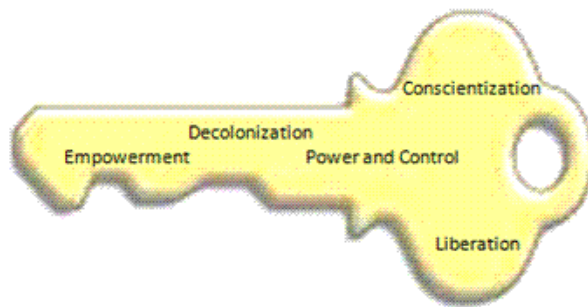 Conscientization
Decolonization
Empowerment
Power and Control
Liberation